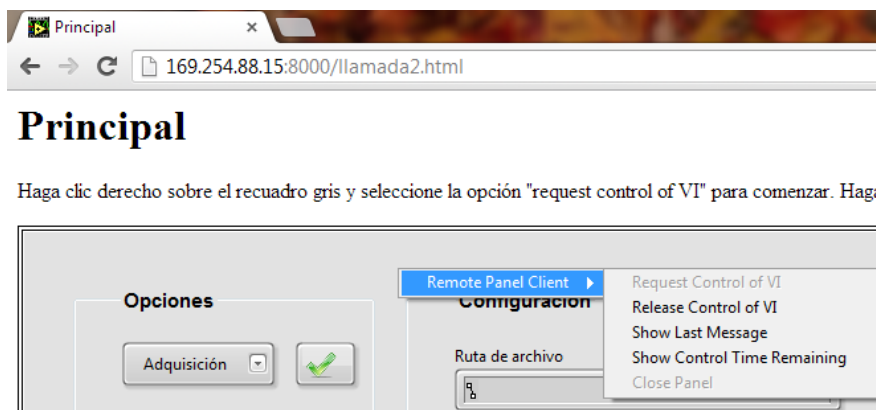 Principal
169.254.88.15:8000/llamada2.html
Principal
Haga clic derecho sobre el recuadro gris y seleccione la opción "request control of VI" para comenzar. Haga
Remote Panel Client
Request Control of VI
Opciones
Configuración
Release Control of VI
Show Last Message
Adquisición
Ruta de archivo
Show Control Time Remaining
Close Panel